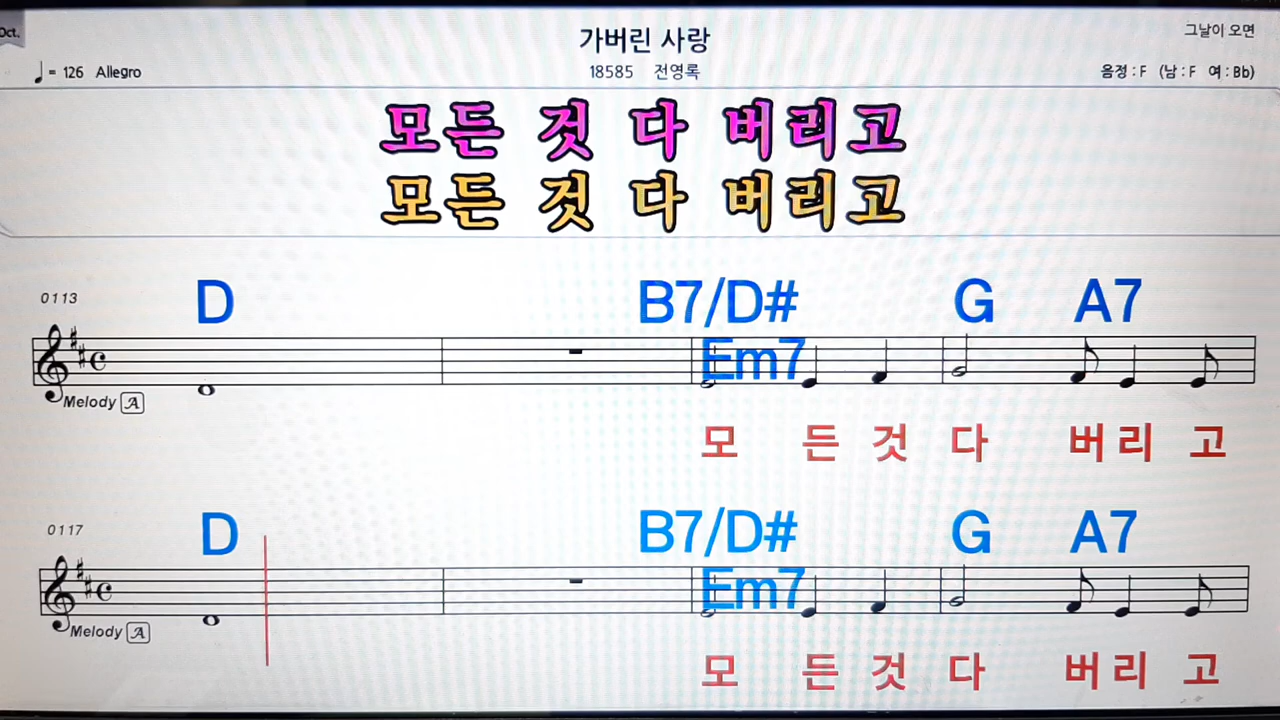 Oct.
가버린 사랑
그날이 오면
♩= 126 Allegro
18585 전영록
음정 : F (남 : F 여 : Bb)
모든 것 다 버리고
모든 것 다 버리고
0113
D B7/D# G A7
Em7
Melody A
모 든 것 다 버 리 고
0117
D B7/D# G A7
Em7
Melody A
모 든 것 다 버 리 고